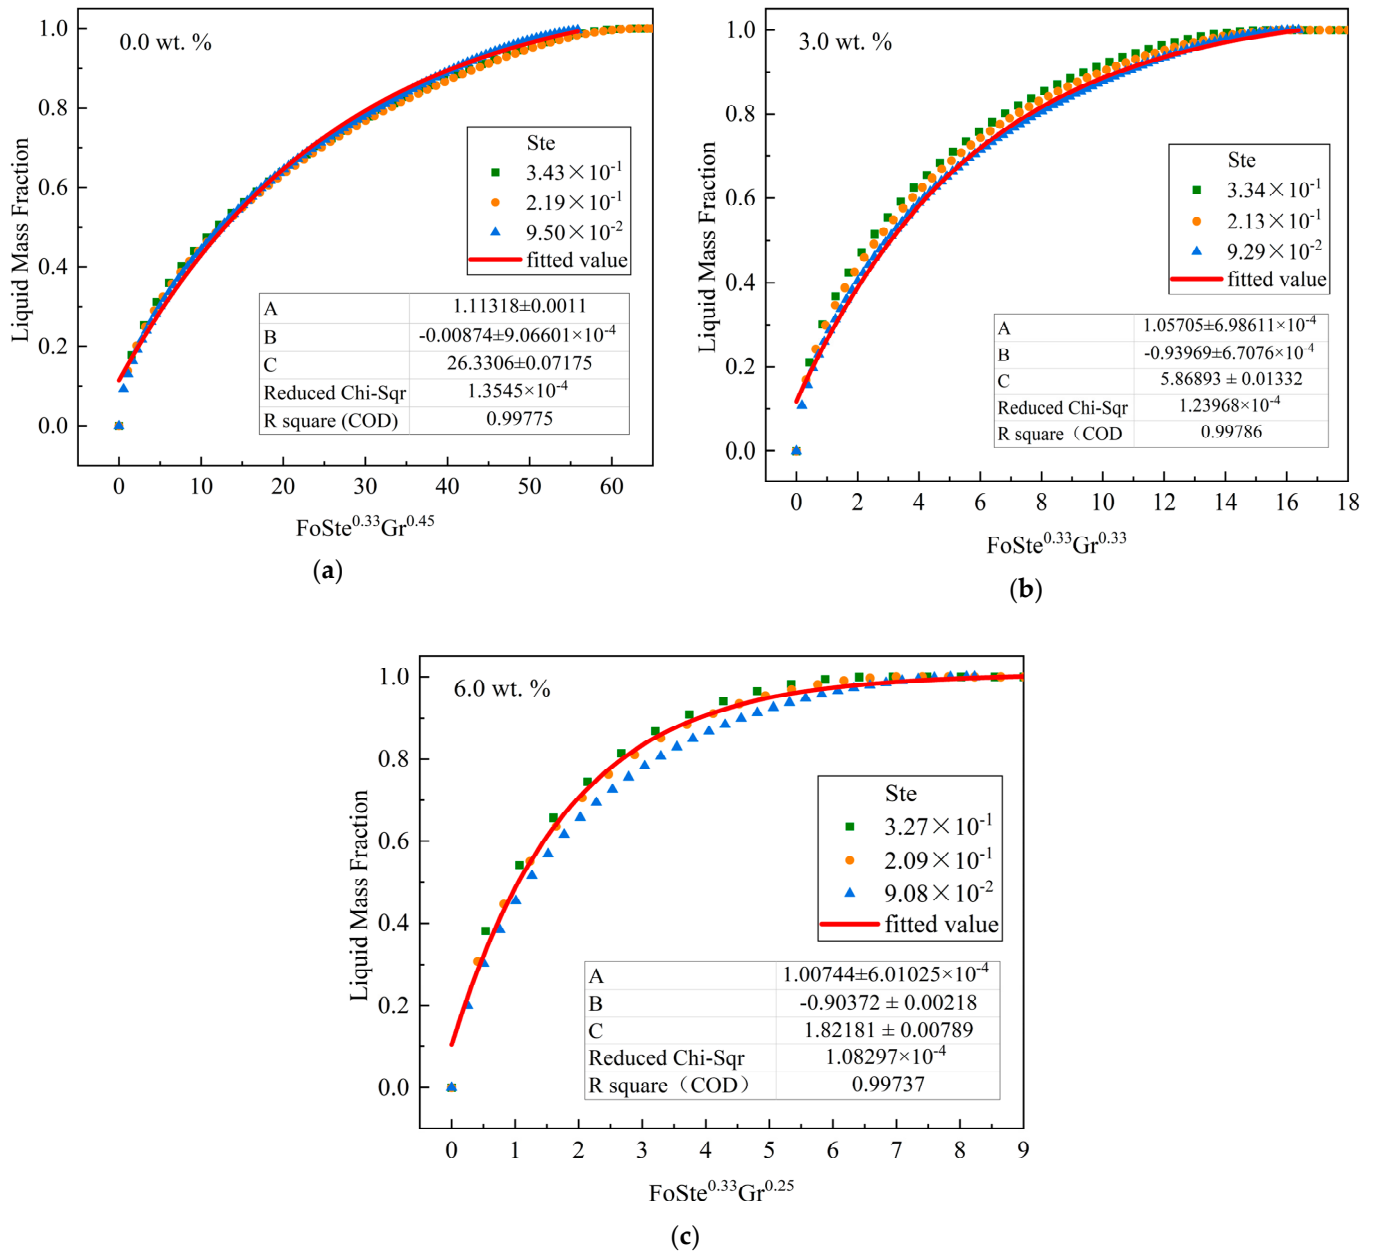 0.0 wt. %
Liquid Mass Fraction
1.0
0.8
0.6
0.4
0.2
0.0
Ste
3.43×10⁻¹
2.19×10⁻¹
9.50×10⁻²
fitted value
A 1.11318±0.0011
B -0.00874±9.06601×10⁻⁴
C 26.3306±0.07175
Reduced Chi-Sqr 1.3545×10⁻⁴
R square (COD) 0.99775
0 10 20 30 40 50 60
FoSte⁰·³³Gr⁰·⁴⁵
(a)
3.0 wt. %
Liquid Mass Fraction
1.0
0.8
0.6
0.4
0.2
0.0
Ste
3.34×10⁻¹
2.13×10⁻¹
9.29×10⁻²
fitted value
A 1.05705±6.98611×10⁻⁴
B -0.93969±6.7076×10⁻⁴
C 5.86893 ± 0.01332
Reduced Chi-Sqr 1.23968×10⁻⁴
R square（COD 0.99786
0 2 4 6 8 10 12 14 16 18
FoSte⁰·³³Gr⁰·³³
(b)
6.0 wt. %
Liquid Mass Fraction
1.0
0.8
0.6
0.4
0.2
0.0
Ste
3.27×10⁻¹
2.09×10⁻¹
9.08×10⁻²
fitted value
A 1.00744±6.01025×10⁻⁴
B -0.90372 ± 0.00218
C 1.82181 ± 0.00789
Reduced Chi-Sqr 1.08297×10⁻⁴
R square（COD） 0.99737
0 1 2 3 4 5 6 7 8 9
FoSte⁰·³³Gr⁰·²⁵
(c)